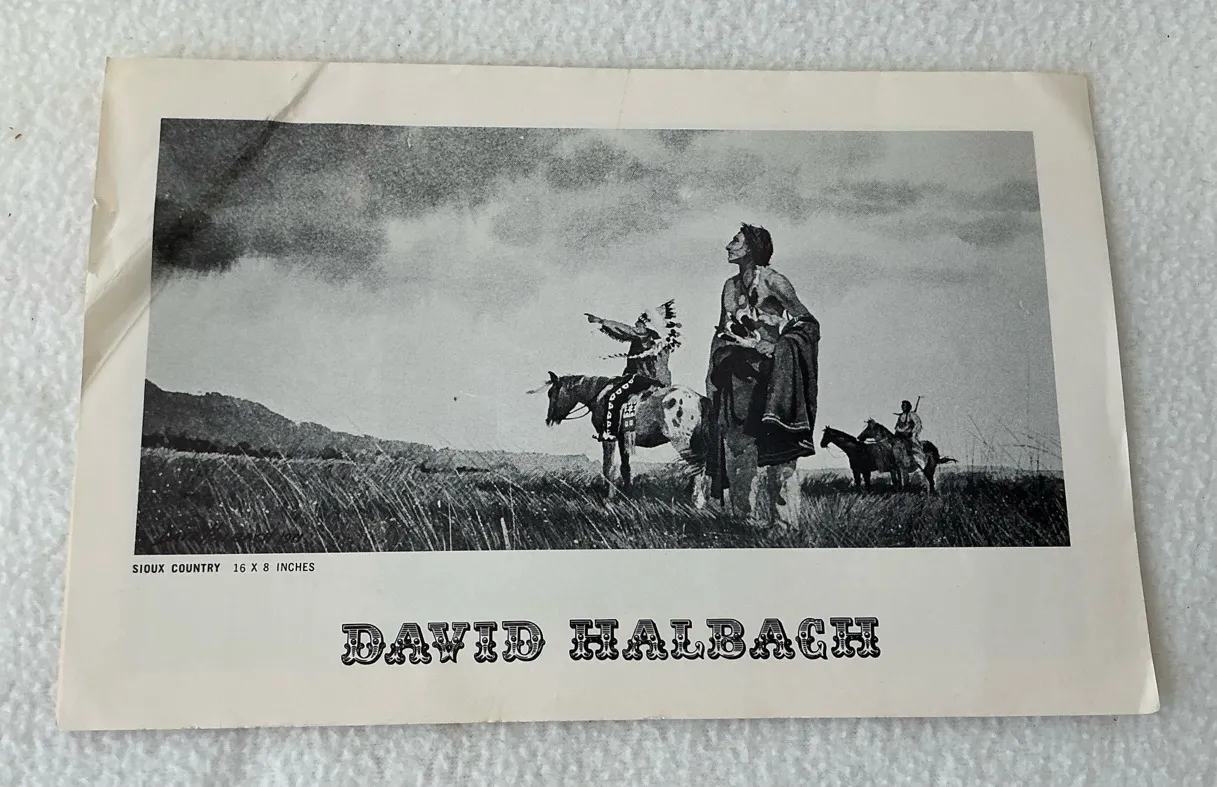 SIOUX COUNTRY 16 X 8 INCHES
DAVID HALBACH